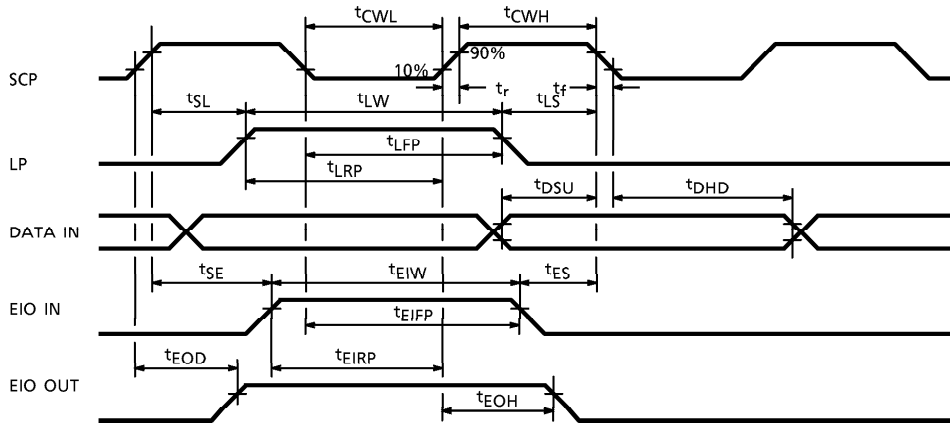 tCWL tCWH
SCP 10% 90%
tSL tLW tr tf tLS
LP tLFP
tLRP
tDSU tDHD
DATA IN
tSE tEIW tES
EIO IN tEIFP
tEOD tEIRP
EIO OUT tEOH